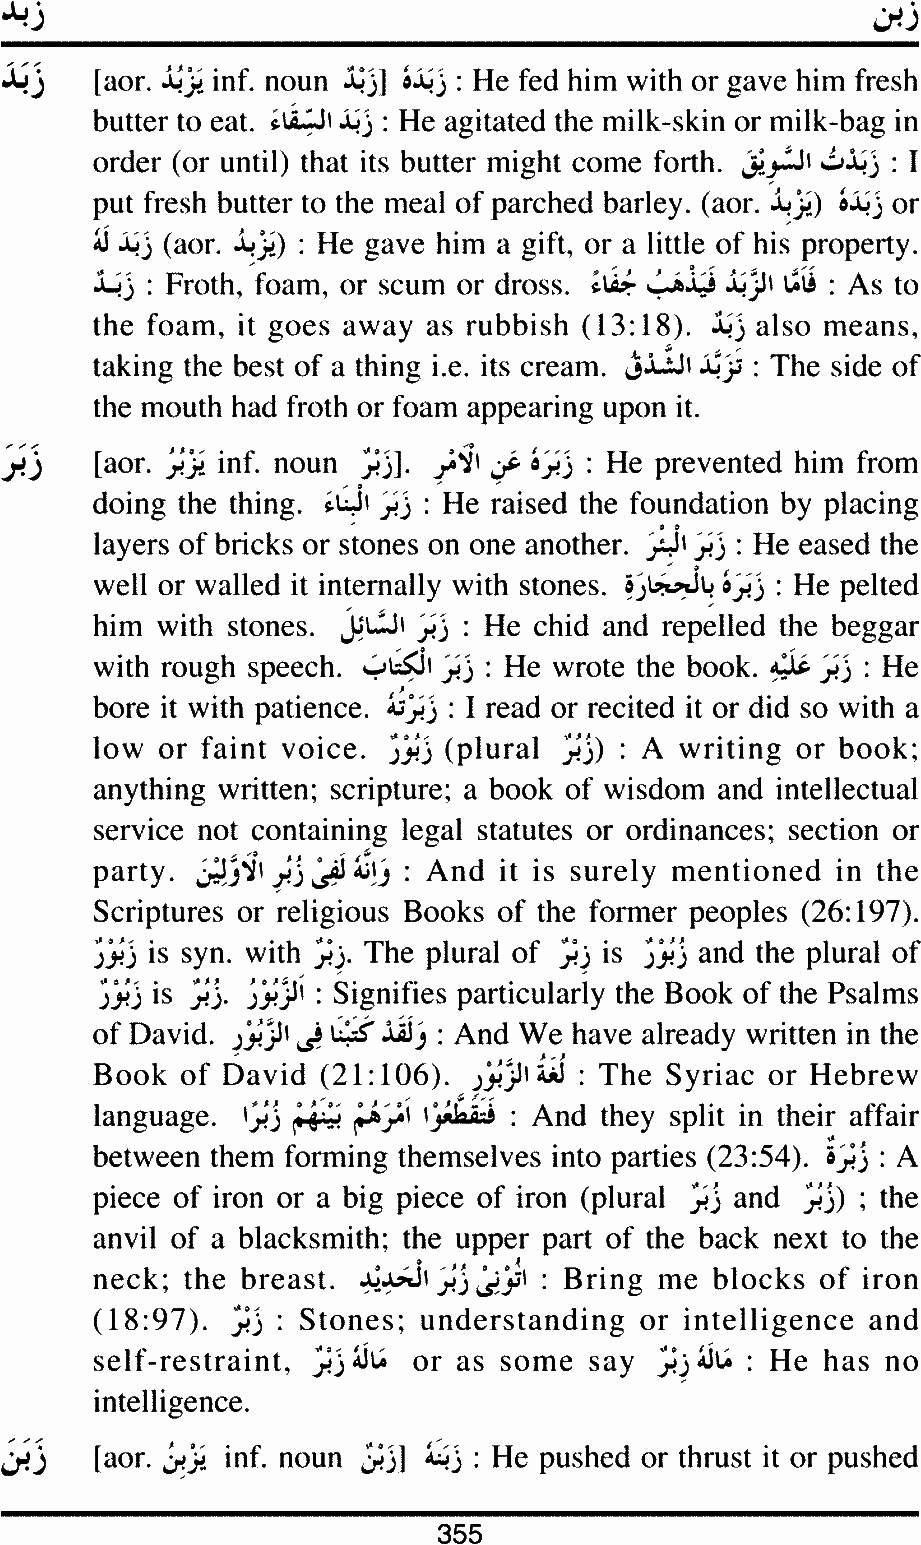 زبد زبن
زَبَدَ [aor. يَزْبُدُ inf. noun زَبْدٌ] زَبَدَهُ : He fed him with or gave him fresh
butter to eat. زَبَدَ السِّقَاءَ : He agitated the milk-skin or milk-bag in
order (or until) that its butter might come forth. زَبَدْتُ السَّوِيْقَ : I
put fresh butter to the meal of parched barley. (aor. يَزْبِدُ) زَبَدَهُ or
زَبَدَ لَهُ (aor. يَزْبِدُ) : He gave him a gift, or a little of his property.
زَبَدٌ : Froth, foam, or scum or dross. فَاَمَّا الزَّبَدُ فَيَذْهَبُ جُفَاءً : As to
the foam, it goes away as rubbish (13:18). زَبَدٌ also means,
taking the best of a thing i.e. its cream. تَزَبَّدَ الشَّدْقُ : The side of
the mouth had froth or foam appearing upon it.
زَبَرَ [aor. يَزْبُرُ inf. noun زَبْرٌ]. زَبَرَهُ عَنِ الْاَمْرِ : He prevented him from
doing the thing. زَبَرَ الْبِنَاءَ : He raised the foundation by placing
layers of bricks or stones on one another. زَبَرَ الْبِئْرَ : He eased the
well or walled it internally with stones. زَبَرَهُ بِالْحِجَارَةِ : He pelted
him with stones. زَبَرَ السَّائِلَ : He chid and repelled the beggar
with rough speech. زَبَرَ الْكِتَابَ : He wrote the book. زَبَرَ عَلَيْهِ : He
bore it with patience. زَبَرْتُهُ : I read or recited it or did so with a
low or faint voice. زَبُوْرٌ (plural زُبُرٌ) : A writing or book;
anything written; scripture; a book of wisdom and intellectual
service not containing legal statutes or ordinances; section or
party. وَاِنَّهُ لَفِىْ زُبُرِ الْاَوَّلِيْنَ : And it is surely mentioned in the
Scriptures or religious Books of the former peoples (26:197).
زَبُوْرٌ is syn. with زِبْرٌ. The plural of زِبْرٌ is زُبُوْرٌ and the plural of
زَبُوْرٌ is زُبُرٌ. اَلزَّبُوْرُ : Signifies particularly the Book of the Psalms
of David. وَلَقَدْ كَتَبْنَا فِى الزَّبُوْرِ : And We have already written in the
Book of David (21:106). لُغَةُ الزَّبُوْرِ : The Syriac or Hebrew
language. فَتَقَطَّعُوْا اَمْرَهُمْ بَيْنَهُمْ زُبُرًا : And they split in their affair
between them forming themselves into parties (23:54). زُبْرَةٌ : A
piece of iron or a big piece of iron (plural زُبَرٌ and زُبُرٌ) ; the
anvil of a blacksmith; the upper part of the back next to the
neck; the breast. اٰتُوْنِىْ زُبَرَ الْحَدِيْدِ : Bring me blocks of iron
(18:97). زَبْرٌ : Stones; understanding or intelligence and
self-restraint, مَالَهُ زَبْرٌ or as some say مَالَهُ زِبْرٌ : He has no
intelligence.
زَبَنَ [aor. يَزْبِنُ inf. noun زَبْنٌ] زَبَنَهُ : He pushed or thrust it or pushed
355